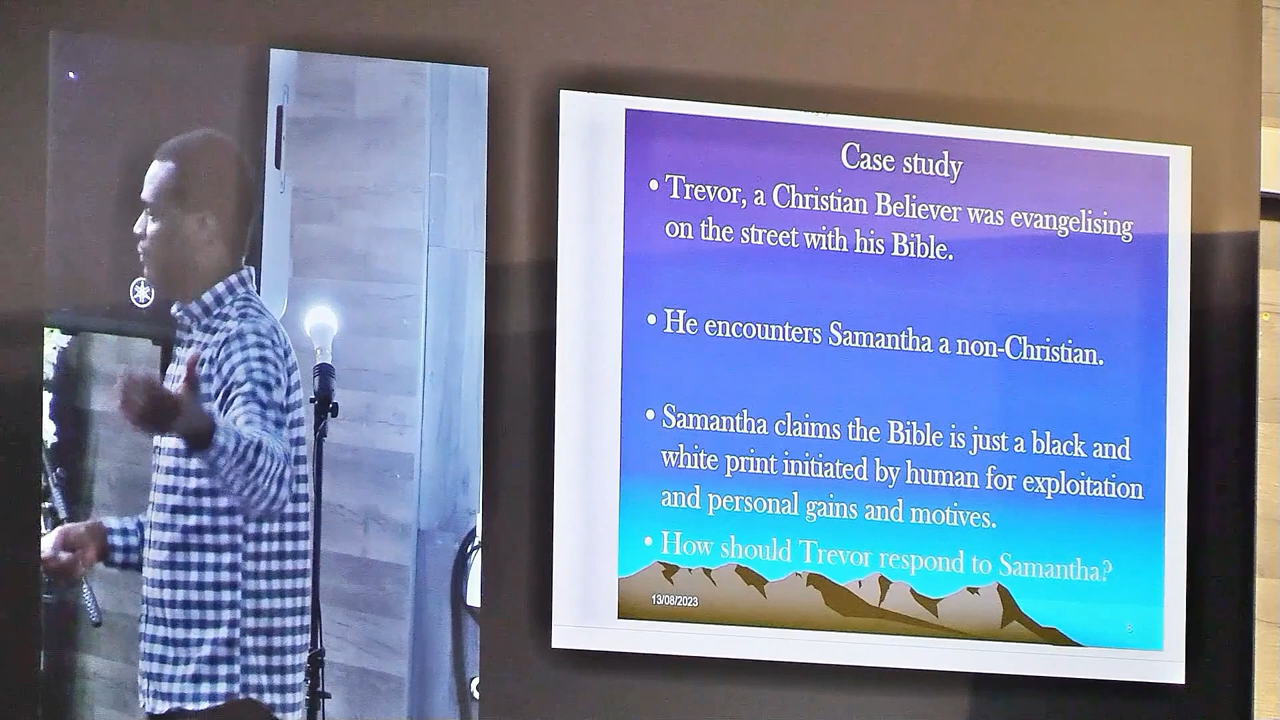 Case study
• Trevor, a Christian Believer was evangelising
on the street with his Bible.
• He encounters Samantha a non-Christian.
• Samantha claims the Bible is just a black and
white print initiated by human for exploitation
and personal gains and motives.
• How should Trevor respond to Samantha?
13/08/2023
8